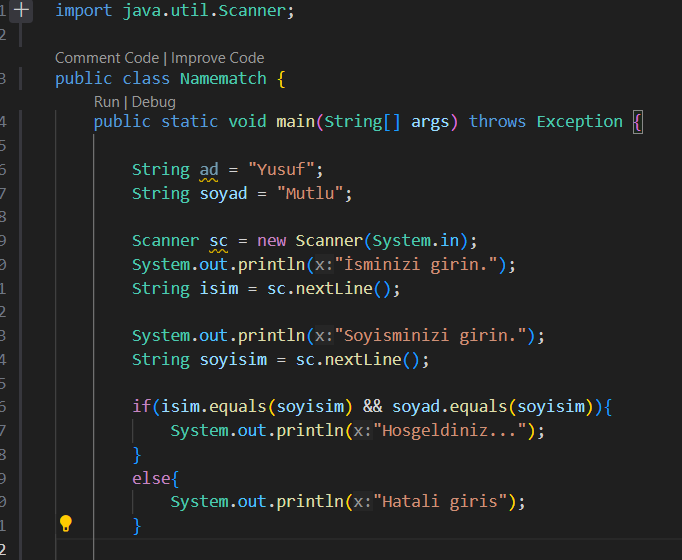 1 import java.util.Scanner;
2
Comment Code | Improve Code
3 public class Namematch {
Run | Debug
4 public static void main(String[] args) throws Exception {
5
6 String ad = "Yusuf";
7 String soyad = "Mutlu";
8
9 Scanner sc = new Scanner(System.in);
0 System.out.println(x:"İsminizi girin.");
1 String isim = sc.nextLine();
2
3 System.out.println(x:"Soyisminizi girin.");
4 String soyisim = sc.nextLine();
5
6 if(isim.equals(soyisim) && soyad.equals(soyisim)){
7 System.out.println(x:"Hosgeldiniz...");
8 }
9 else{
0 System.out.println(x:"Hatali giris");
1 }
2